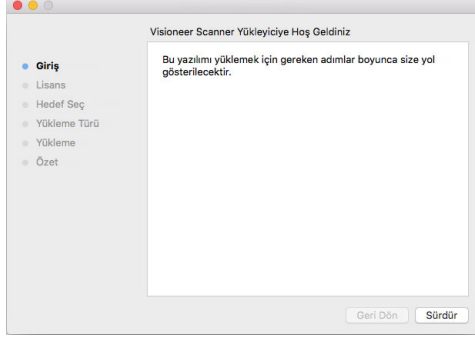 Visioneer Scanner Yükleyiciye Hoş Geldiniz
Giriş
Lisans
Hedef Seç
Yükleme Türü
Yükleme
Özet
Bu yazılımı yüklemek için gereken adımlar boyunca size yol
gösterilecektir.
Geri Dön
Sürdür